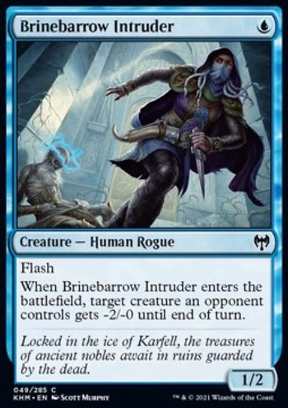 Brinebarrow Intruder
Creature — Human Rogue
Flash
When Brinebarrow Intruder enters the
battlefield, target creature an opponent
controls gets -2/-0 until end of turn.
Locked in the ice of Karfell, the treasures
of ancient nobles await in ruins guarded
by the dead.
1/2
049/285 C
KHM • EN SCOTT MURPHY
™ & © 2021 Wizards of the Coast